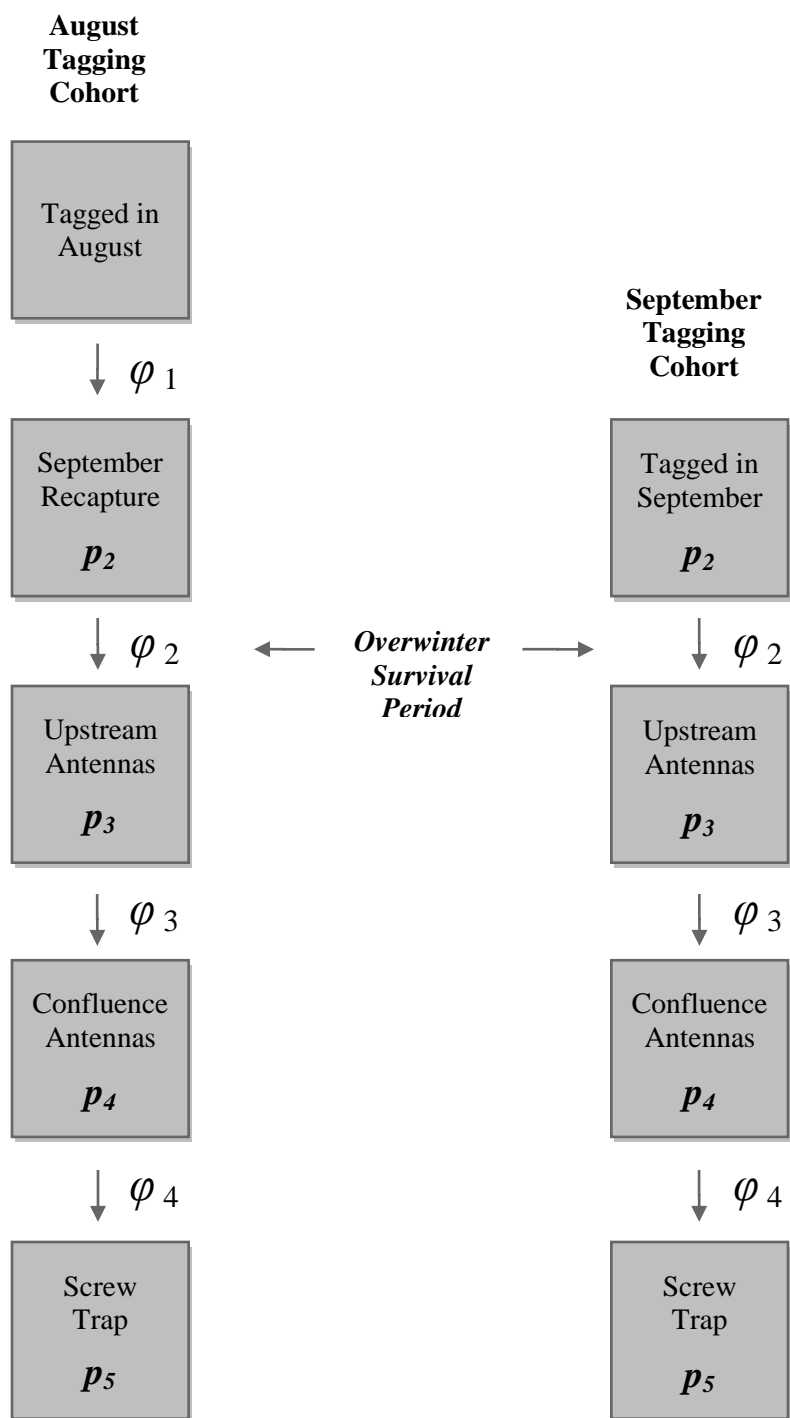 August
Tagging
Cohort
Tagged in
August
φ 1
September
Recapture
p2
φ 2
Upstream
Antennas
p3
φ 3
Confluence
Antennas
p4
φ 4
Screw
Trap
p5
Overwinter
Survival
Period
September
Tagging
Cohort
Tagged in
September
p2
φ 2
Upstream
Antennas
p3
φ 3
Confluence
Antennas
p4
φ 4
Screw
Trap
p5